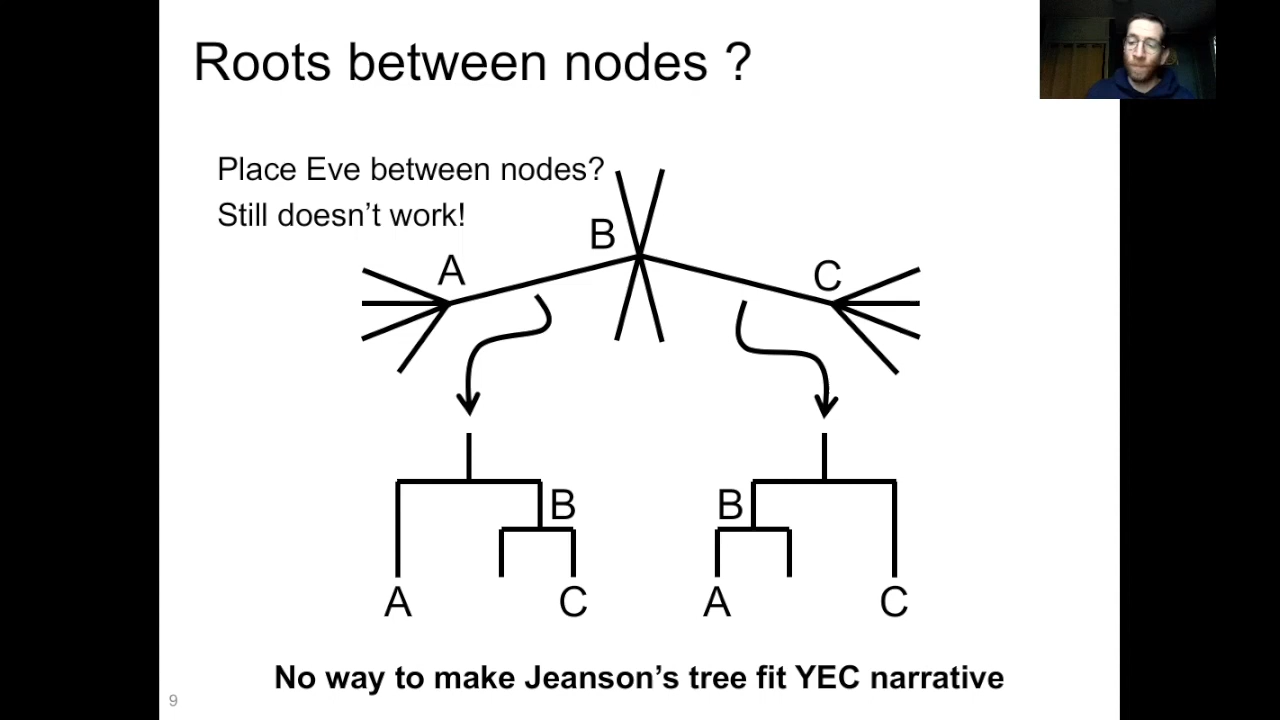 Roots between nodes ?
Place Eve between nodes?
Still doesn't work!
B
A
C
B
B
A
C
A
C
No way to make Jeanson's tree fit YEC narrative
9